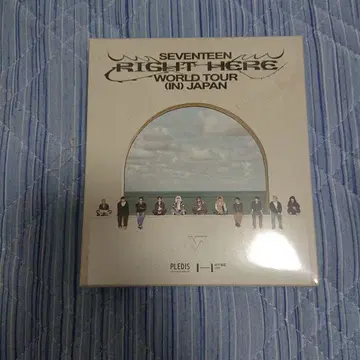 SEVENTEEN
RIGHT HERE
WORLD TOUR
(IN) JAPAN
PLEDIS